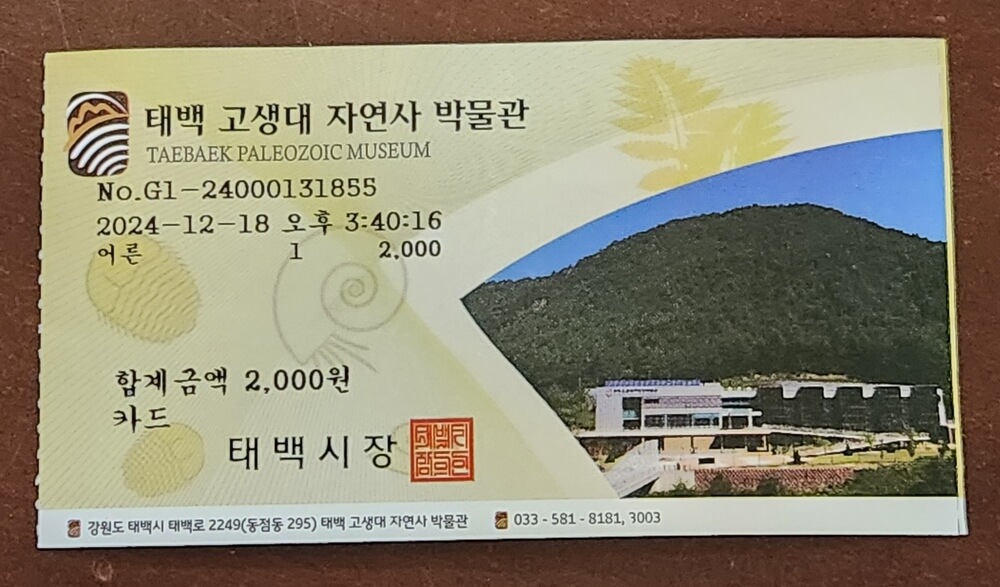 태백 고생대 자연사 박물관
TAEBAEK PALEOZOIC MUSEUM
No.G1-24000131855
2024-12-18 오후 3:40:16
어른 1 2,000
합계금액 2,000원
카드
태백시장
강원도 태백시 태백로 2249(동점동 295) 태백 고생대 자연사 박물관 033 - 581 - 8181, 3003